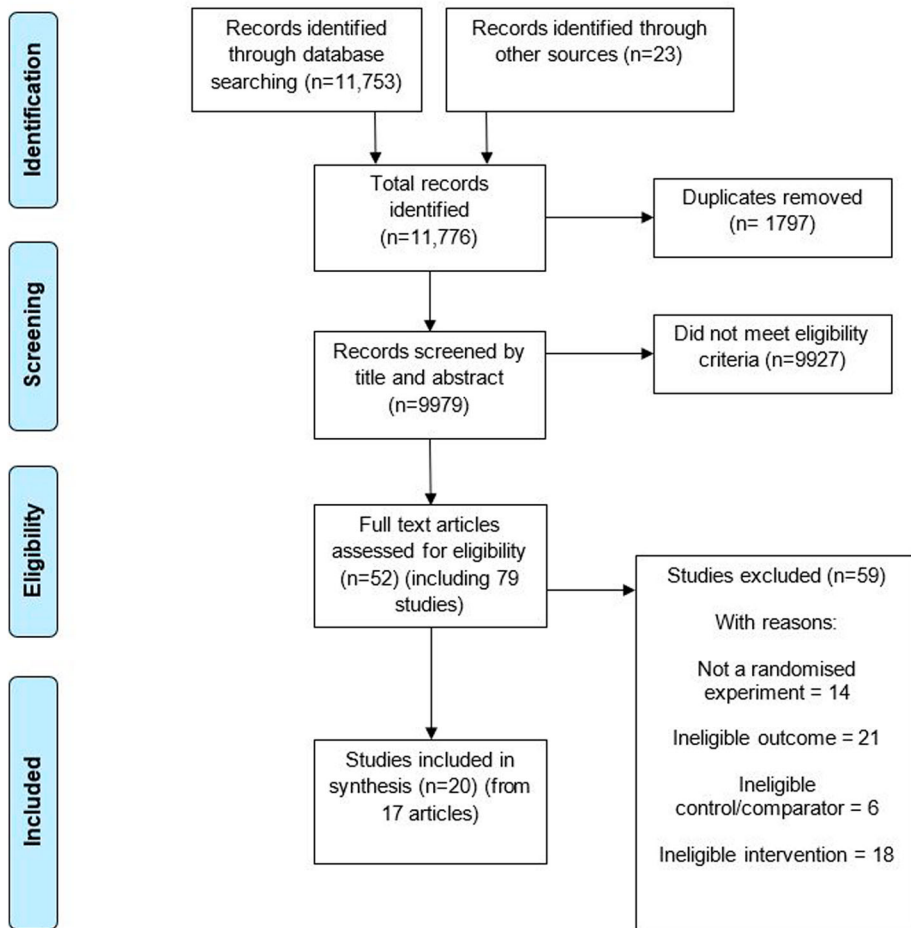 Identification
Records identified
through database
searching (n=11,753)
Records identified through
other sources (n=23)
Total records
identified
(n=11,776)
Duplicates removed
(n= 1797)
Screening
Records screened by
title and abstract
(n=9979)
Did not meet eligibility
criteria (n=9927)
Eligibility
Full text articles
assessed for eligibility
(n=52) (including 79
studies)
Studies excluded (n=59)
With reasons:
Not a randomised
experiment = 14
Ineligible outcome = 21
Ineligible
control/comparator = 6
Ineligible intervention = 18
Included
Studies included in
synthesis (n=20) (from
17 articles)